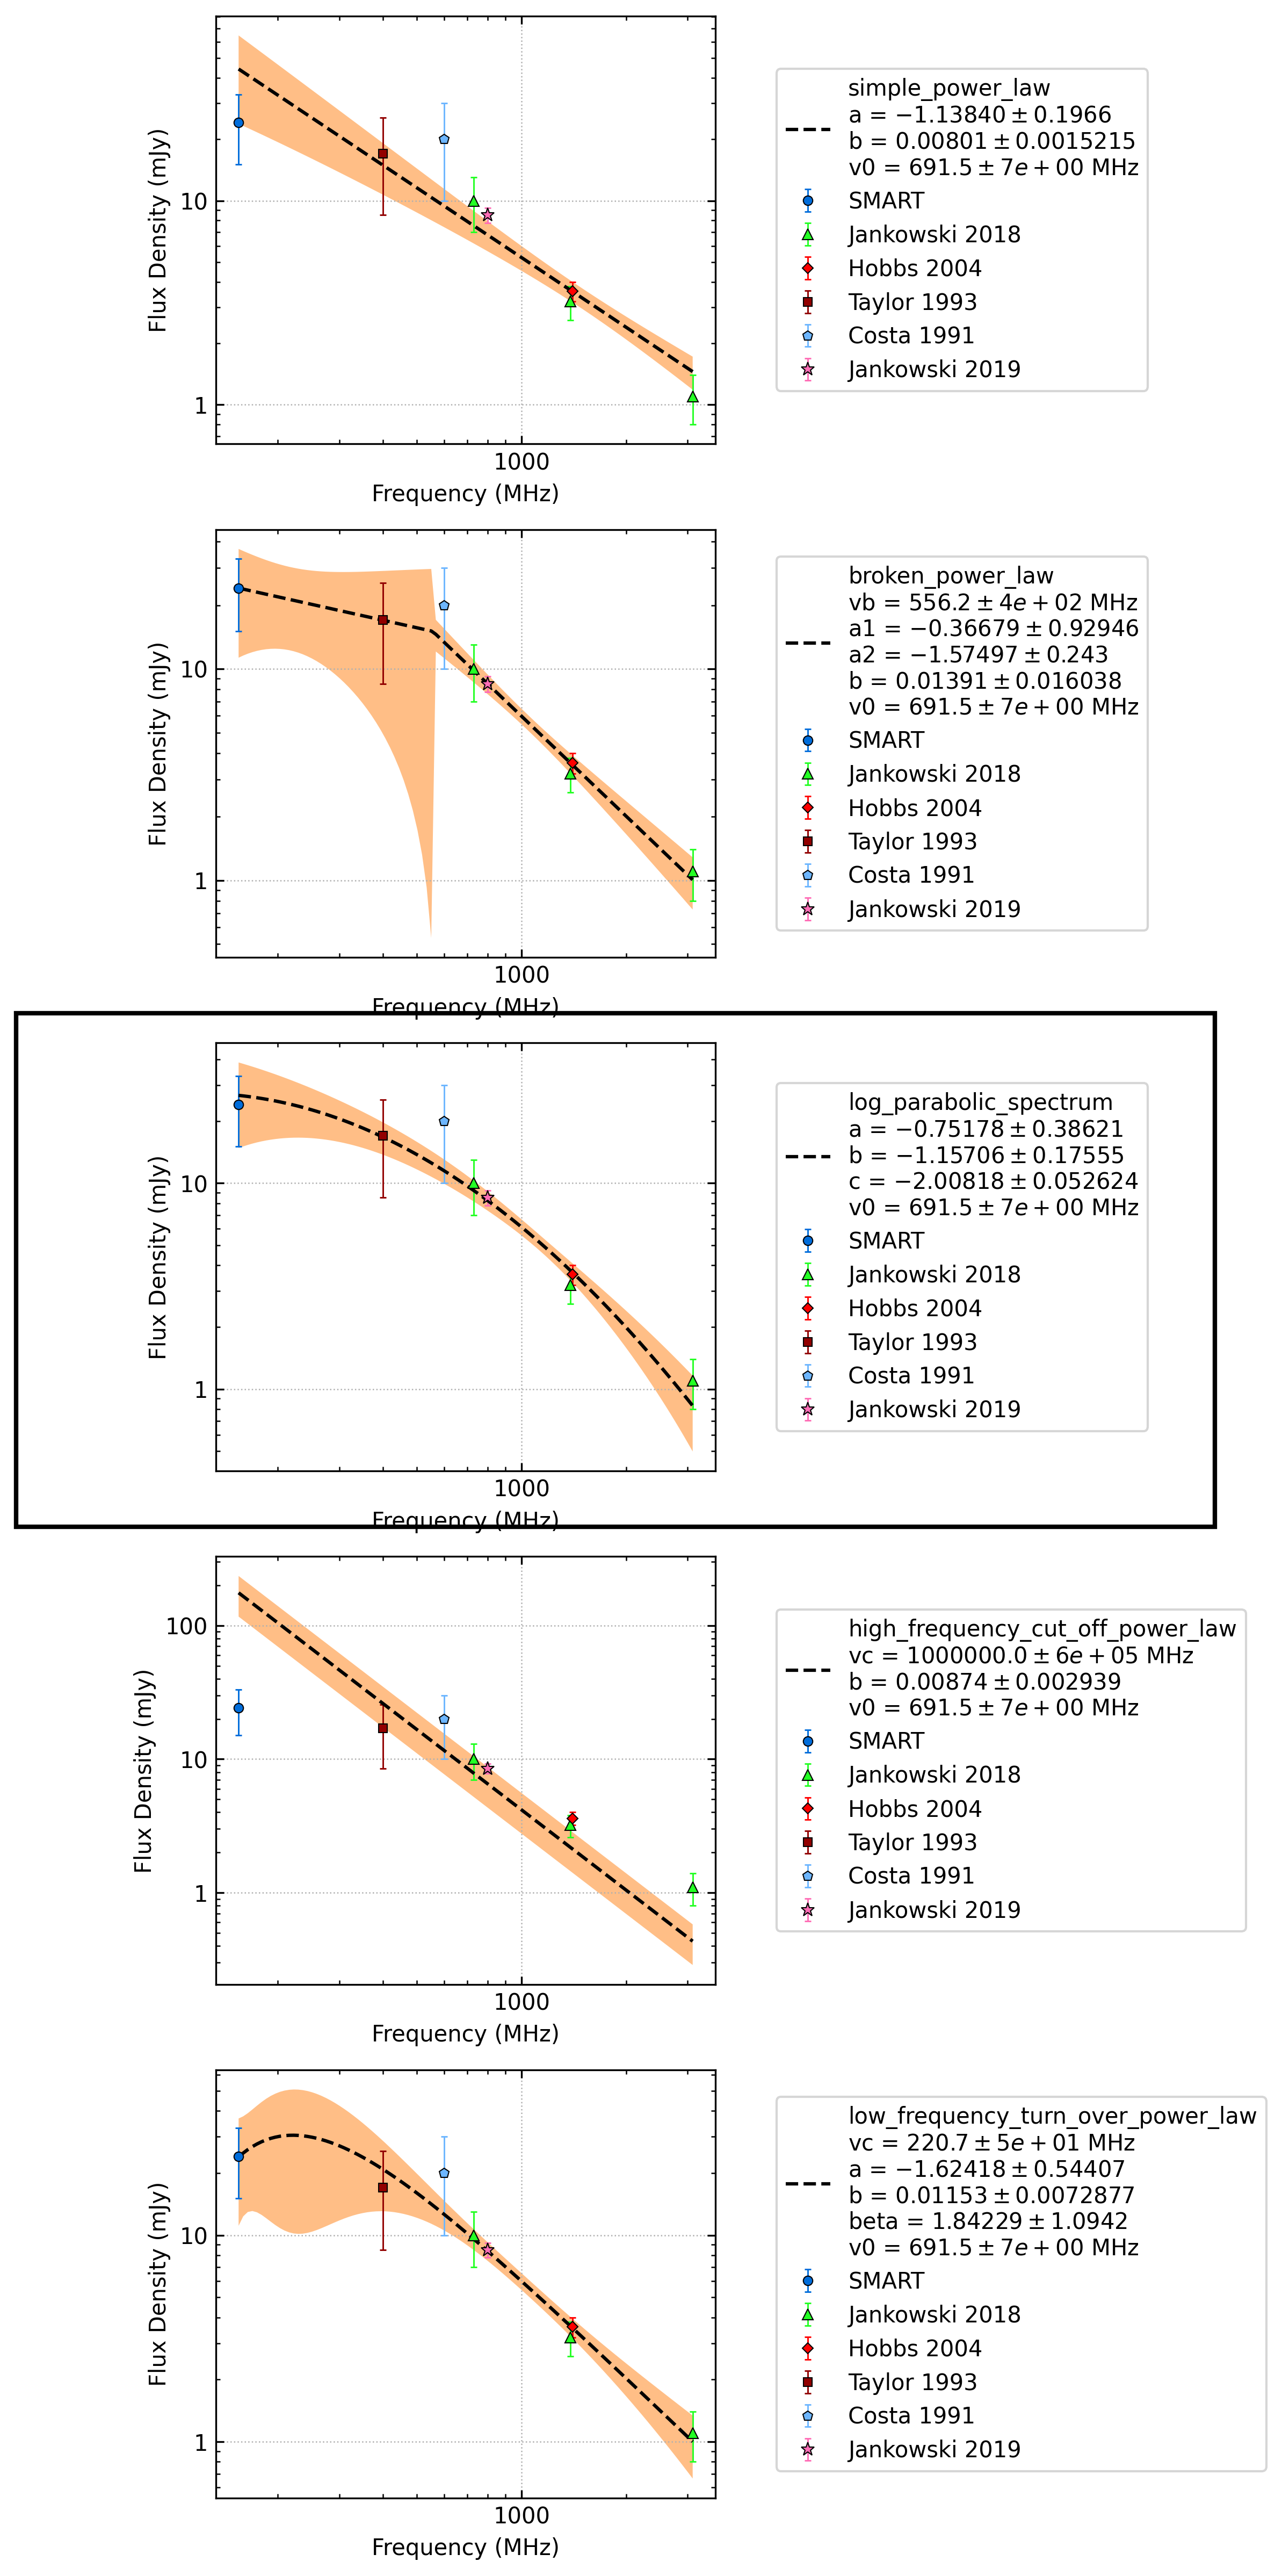 simple_power_law
a = −1.13840 ± 0.1966
b = 0.00801 ± 0.0015215
v0 = 691.5 ± 7e + 00 MHz
SMART
Jankowski 2018
Hobbs 2004
Taylor 1993
Costa 1991
Jankowski 2019
Flux Density (mJy)
10
1
1000
Frequency (MHz)
broken_power_law
vb = 556.2 ± 4e + 02 MHz
a1 = −0.36679 ± 0.92946
a2 = −1.57497 ± 0.243
b = 0.01391 ± 0.016038
v0 = 691.5 ± 7e + 00 MHz
SMART
Jankowski 2018
Hobbs 2004
Taylor 1993
Costa 1991
Jankowski 2019
Flux Density (mJy)
10
1
1000
Frequency (MHz)
log_parabolic_spectrum
a = −0.75178 ± 0.38621
b = −1.15706 ± 0.17555
c = −2.00818 ± 0.052624
v0 = 691.5 ± 7e + 00 MHz
SMART
Jankowski 2018
Hobbs 2004
Taylor 1993
Costa 1991
Jankowski 2019
Flux Density (mJy)
10
1
1000
Frequency (MHz)
high_frequency_cut_off_power_law
vc = 1000000.0 ± 6e + 05 MHz
b = 0.00874 ± 0.002939
v0 = 691.5 ± 7e + 00 MHz
SMART
Jankowski 2018
Hobbs 2004
Taylor 1993
Costa 1991
Jankowski 2019
Flux Density (mJy)
100
10
1
1000
Frequency (MHz)
low_frequency_turn_over_power_law
vc = 220.7 ± 5e + 01 MHz
a = −1.62418 ± 0.54407
b = 0.01153 ± 0.0072877
beta = 1.84229 ± 1.0942
v0 = 691.5 ± 7e + 00 MHz
SMART
Jankowski 2018
Hobbs 2004
Taylor 1993
Costa 1991
Jankowski 2019
Flux Density (mJy)
10
1
1000
Frequency (MHz)